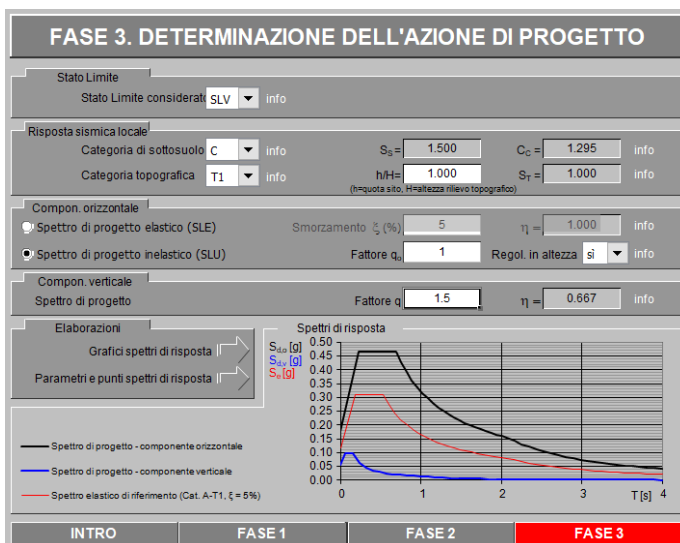 FASE 3. DETERMINAZIONE DELL'AZIONE DI PROGETTO
Stato Limite
Stato Limite considerato SLV info
Risposta sismica locale
Categoria di sottosuolo C info SS = 1.500 CC = 1.295 info
Categoria topografica T1 info h/H= 1.000 ST = 1.000 info
(h=quota sito, H=altezza rilievo topografico)
Compon. orizzontale
Spettro di progetto elastico (SLE) Smorzamento ξ (%) 5 η = 1.000 info
Spettro di progetto inelastico (SLU) Fattore qo 1 Regol. in altezza sì info
Compon. verticale
Spettro di progetto Fattore q 1.5 η = 0.667 info
Elaborazioni
Grafici spettri di risposta
Parametri e punti spettri di risposta
Spettri di risposta
Sd,o [g]
Sd,v [g]
Se [g]
0.50
0.45
0.40
0.35
0.30
0.25
0.20
0.15
0.10
0.05
0.00
0 1 2 3 T [s] 4
Spettro di progetto - componente orizzontale
Spettro di progetto - componente verticale
Spettro elastico di riferimento (Cat. A-T1, ξ = 5%)
INTRO FASE 1 FASE 2 FASE 3